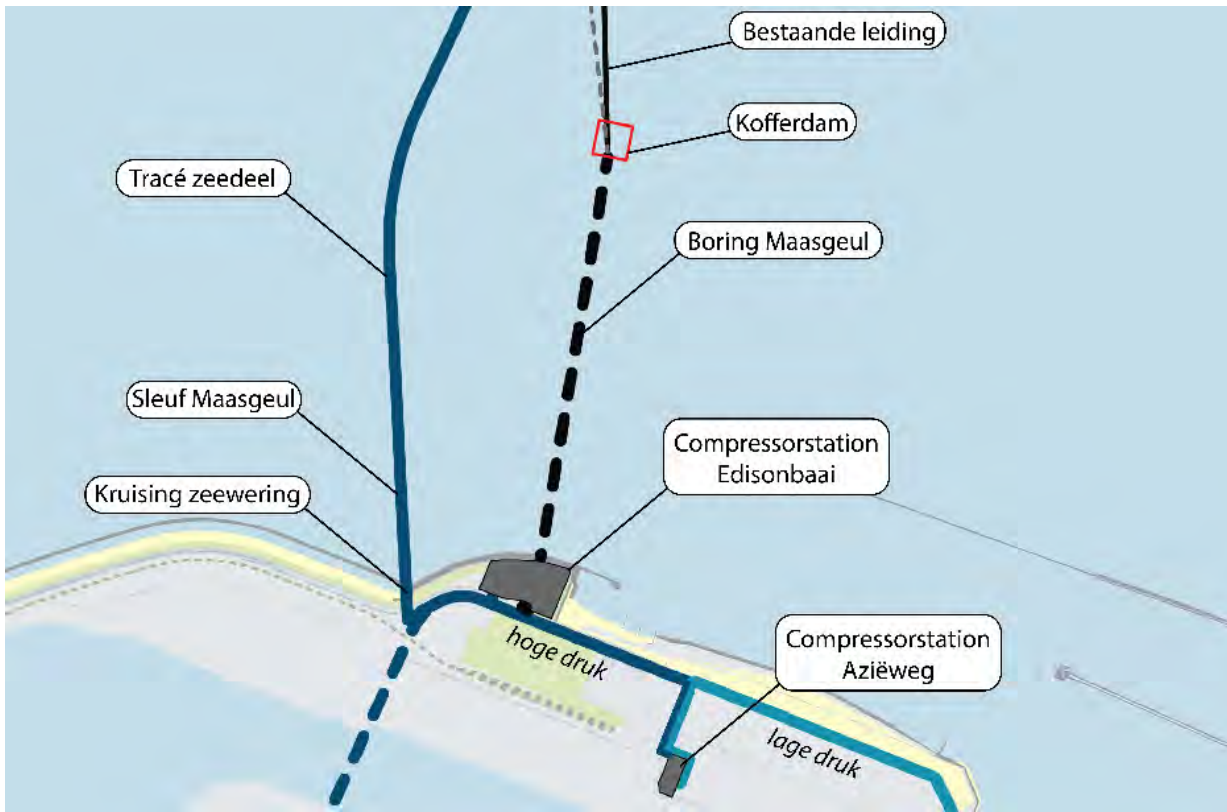 Bestaande leiding
Kofferdam
Tracé zeedeel
Boring Maasgeul
Sleuf Maasgeul
Compressorstation
Edisonbaai
Kruising zeewering
hoge druk
Compressorstation
Aziëweg
lage druk